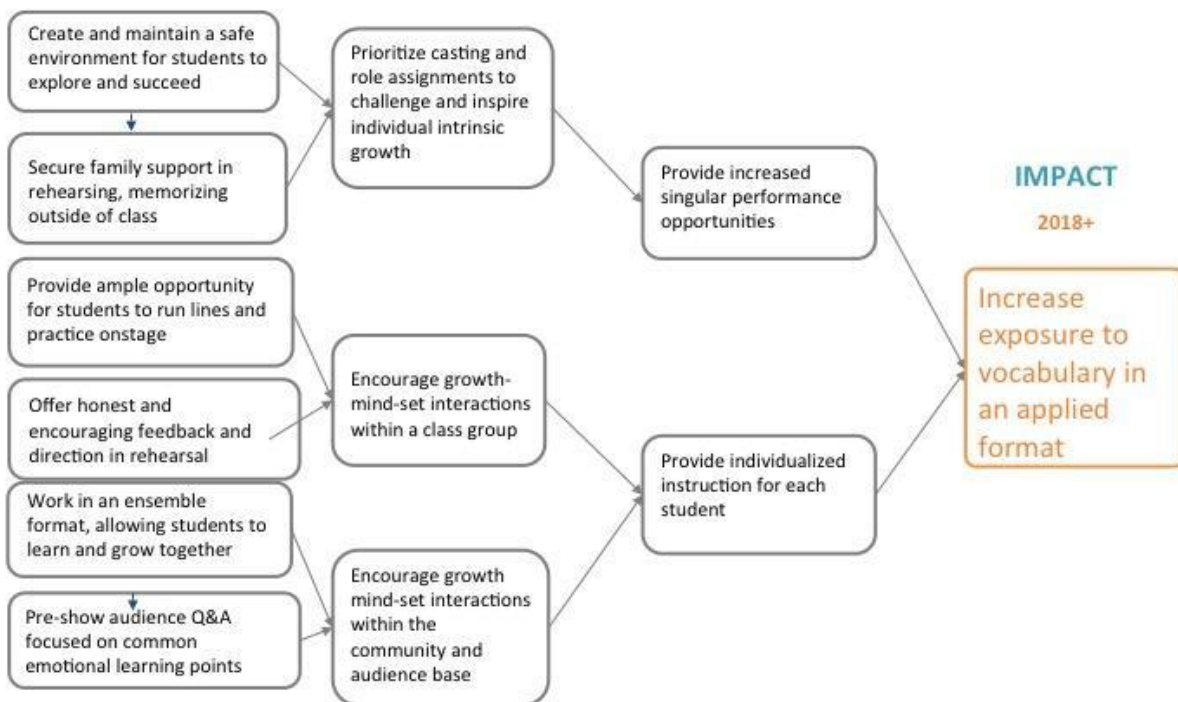 Create and maintain a safe
environment for students to
explore and succeed
Secure family support in
rehearsing, memorizing
outside of class
Provide ample opportunity
for students to run lines and
practice onstage
Offer honest and
encouraging feedback and
direction in rehearsal
Work in an ensemble
format, allowing students to
learn and grow together
Pre-show audience Q&A
focused on common
emotional learning points
Prioritize casting and
role assignments to
challenge and inspire
individual intrinsic
growth
Encourage growth-
mind-set interactions
within a class group
Encourage growth
mind-set interactions
within the
community and
audience base
Provide increased
singular performance
opportunities
Provide individualized
instruction for each
student
IMPACT
2018+
Increase
exposure to
vocabulary in
an applied
format